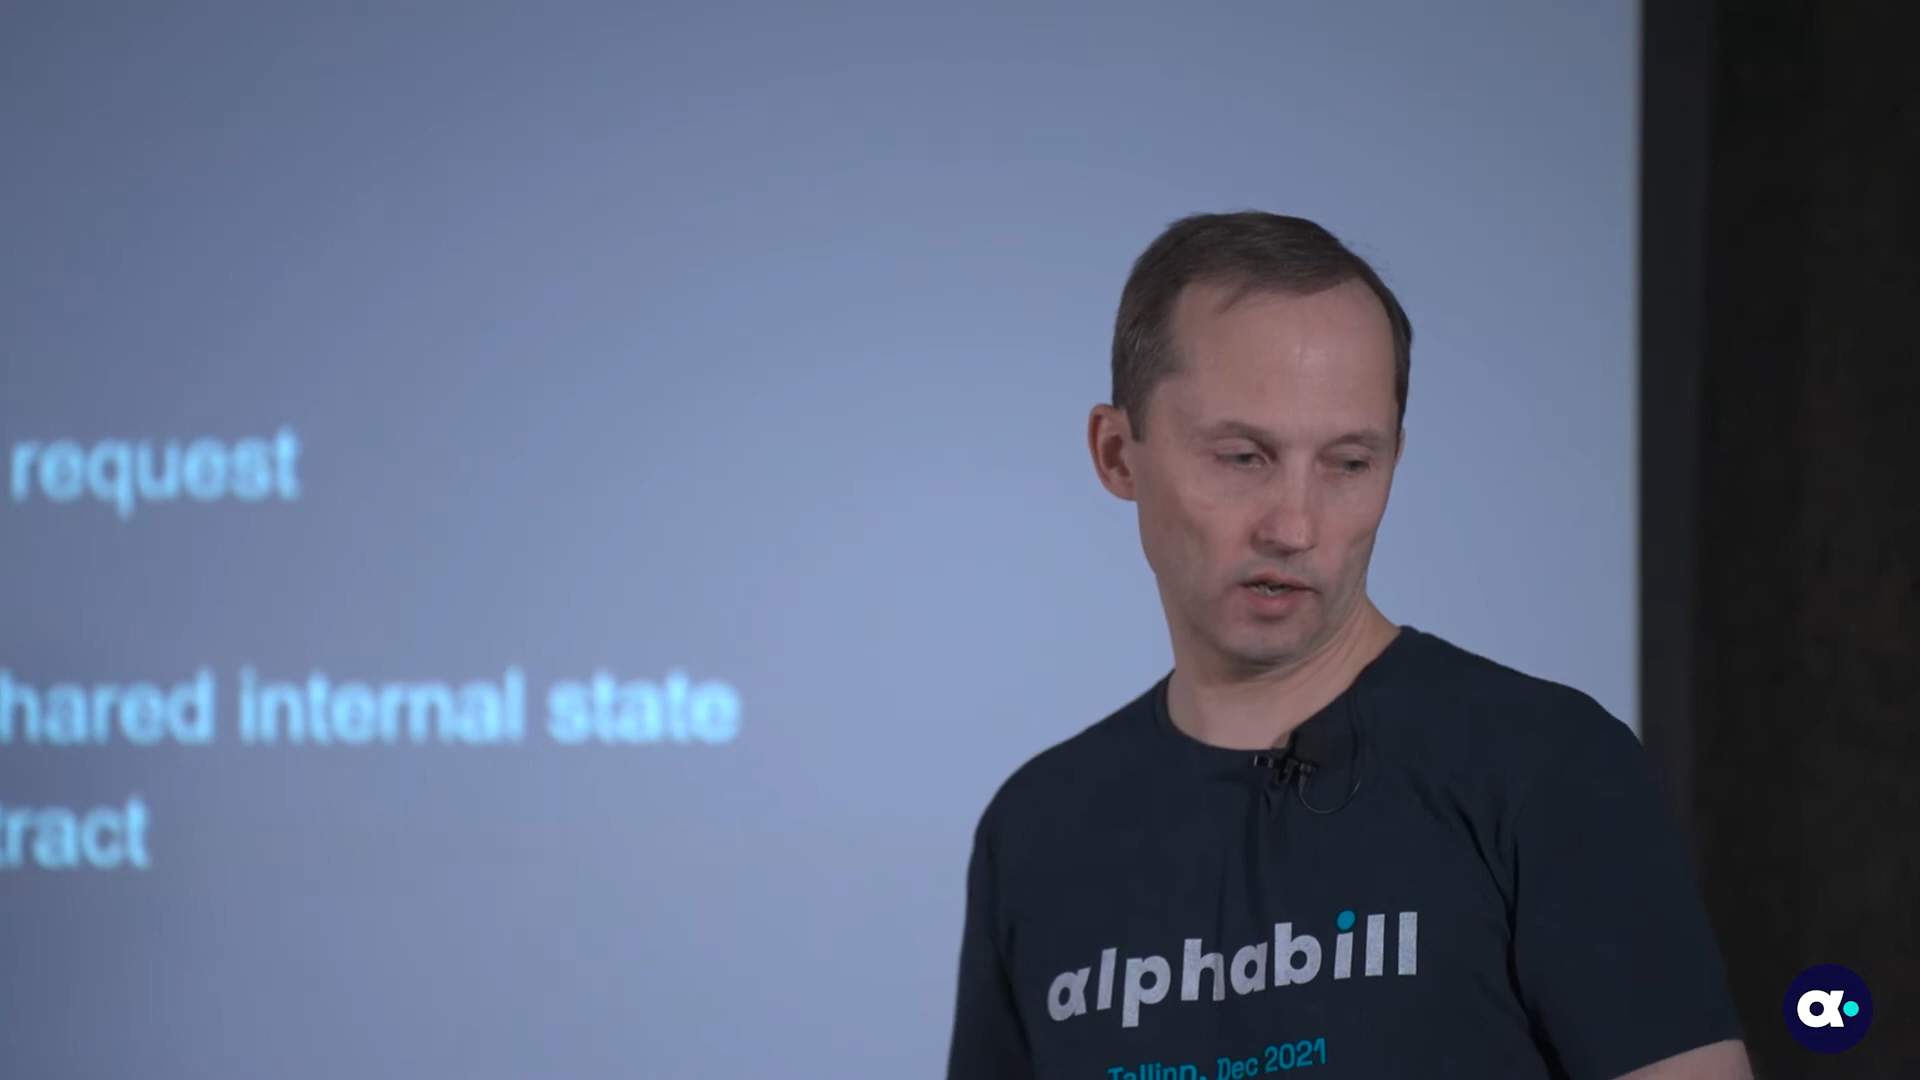 request
hared internal state
tract
alphabill
Tallinn, Dec 2021
α